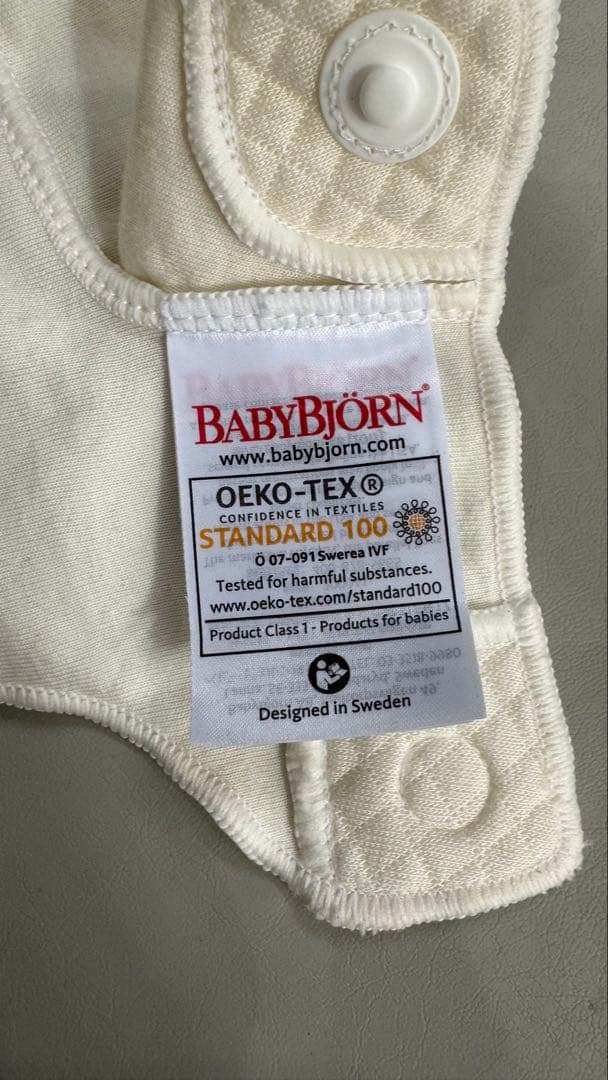 BABYBJÖRN®
www.babybjorn.com
OEKO-TEX®
CONFIDENCE IN TEXTILES
STANDARD 100
Ö 07-091 Swerea IVF
Tested for harmful substances.
www.oeko-tex.com/standard100
Product Class 1 - Products for babies
Designed in Sweden